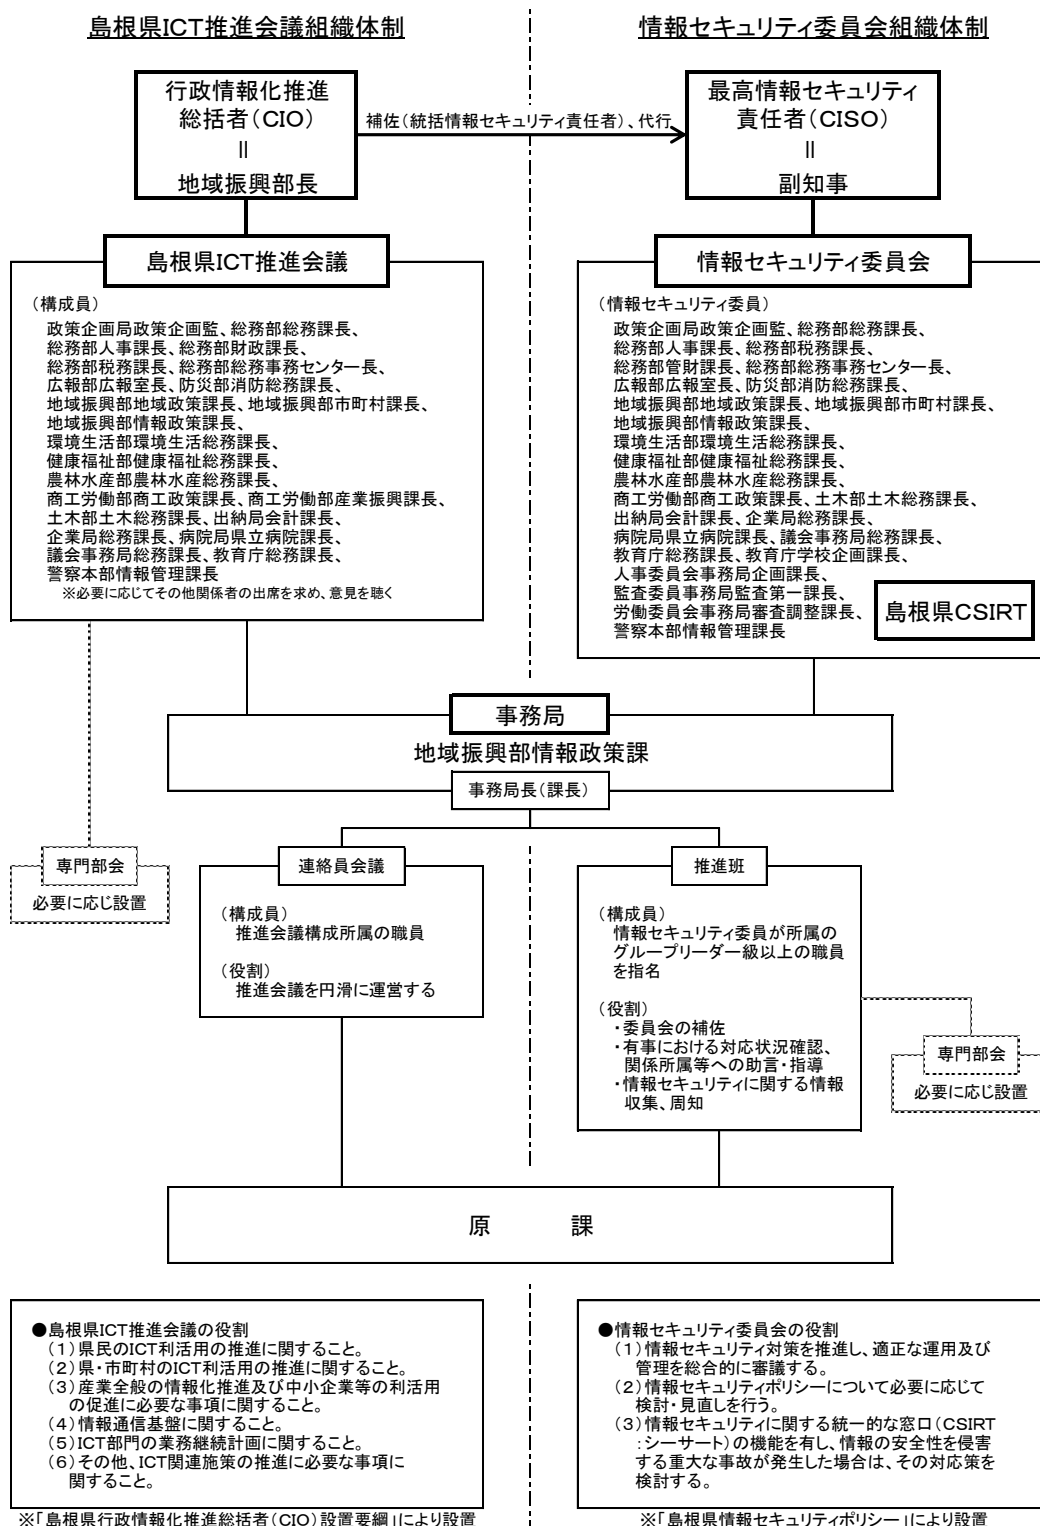 島根県ICT推進会議組織体制
行政情報化推進
総括者(CIO)
||
地域振興部長
補佐(統括情報セキュリティ責任者)、代行
情報セキュリティ委員会組織体制
最高情報セキュリティ
責任者(CISO)
||
副知事
島根県ICT推進会議
(構成員)
政策企画局政策企画監、総務部総務課長、
総務部人事課長、総務部財政課長、
総務部税務課長、総務部総務事務センター長、
広報部広報室長、防災部消防総務課長、
地域振興部地域政策課長、地域振興部市町村課長、
地域振興部情報政策課長、
環境生活部環境生活総務課長、
健康福祉部健康福祉総務課長、
農林水産部農林水産総務課長、
商工労働部商工政策課長、商工労働部産業振興課長、
土木部土木総務課長、出納局会計課長、
企業局総務課長、病院局県立病院課長、
議会事務局総務課長、教育庁総務課長、
警察本部情報管理課長
※必要に応じてその他関係者の出席を求め、意見を聴く
情報セキュリティ委員会
(情報セキュリティ委員)
政策企画局政策企画監、総務部総務課長、
総務部人事課長、総務部税務課長、
総務部管財課長、総務部総務事務センター長、
広報部広報室長、防災部消防総務課長、
地域振興部地域政策課長、地域振興部市町村課長、
地域振興部情報政策課長、
環境生活部環境生活総務課長、
健康福祉部健康福祉総務課長、
農林水産部農林水産総務課長、
商工労働部商工政策課長、土木部土木総務課長、
出納局会計課長、企業局総務課長、
病院局県立病院課長、議会事務局総務課長、
教育庁総務課長、教育庁学校企画課長、
人事委員会事務局企画課長、
監査委員事務局監査第一課長、
労働委員会事務局審査調整課長、
警察本部情報管理課長
島根県CSIRT
事務局
地域振興部情報政策課
事務局長(課長)
専門部会
必要に応じ設置
連絡員会議
(構成員)
推進会議構成所属の職員
(役割)
推進会議を円滑に運営する
推進班
(構成員)
情報セキュリティ委員が所属の
グループリーダー級以上の職員
を指名
(役割)
・委員会の補佐
・有事における対応状況確認、
関係所属等への助言・指導
・情報セキュリティに関する情報
収集、周知
専門部会
必要に応じ設置
原 課
●島根県ICT推進会議の役割
(1)県民のICT利活用の推進に関すること。
(2)県・市町村のICT利活用の推進に関すること。
(3)産業全般の情報化推進及び中小企業等の利活用
の促進に必要な事項に関すること。
(4)情報通信基盤に関すること。
(5)ICT部門の業務継続計画に関すること。
(6)その他、ICT関連施策の推進に必要な事項に
関すること。
※「島根県行政情報化推進総括者(CIO)設置要綱」により設置
●情報セキュリティ委員会の役割
(1)情報セキュリティ対策を推進し、適正な運用及び
管理を総合的に審議する。
(2)情報セキュリティポリシーについて必要に応じて
検討・見直しを行う。
(3)情報セキュリティに関する統一的な窓口(CSIRT
:シーサート)の機能を有し、情報の安全性を侵害
する重大な事故が発生した場合は、その対応策を
検討する。
※「島根県情報セキュリティポリシー」により設置